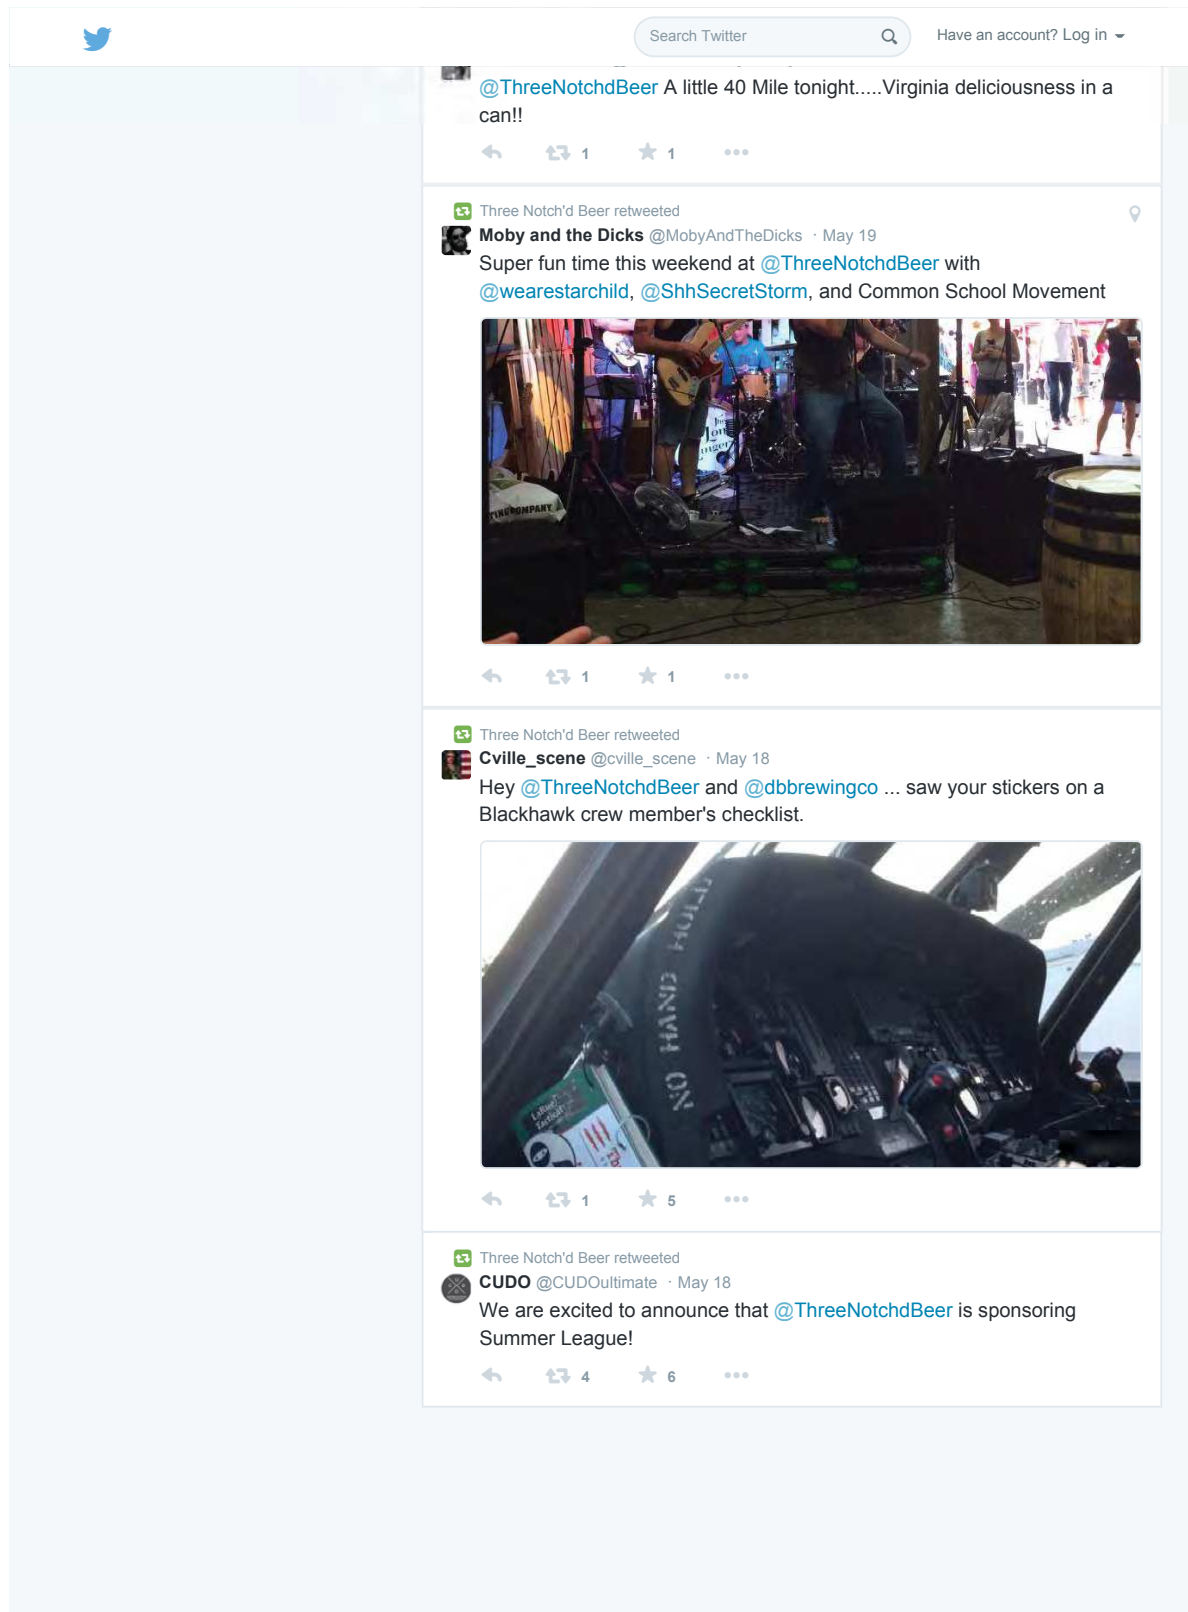 Search Twitter
Have an account? Log in
@ThreeNotchdBeer A little 40 Mile tonight.....Virginia deliciousness in a
can!!
1 1
Three Notch'd Beer retweeted
Moby and the Dicks @MobyAndTheDicks · May 19
Super fun time this weekend at @ThreeNotchdBeer with
@wearestarchild, @ShhSecretStorm, and Common School Movement
1 1
Three Notch'd Beer retweeted
Cville_scene @cville_scene · May 18
Hey @ThreeNotchdBeer and @dbbrewingco ... saw your stickers on a
Blackhawk crew member's checklist.
NO HAND HOLD
LaRue
Tactical
1 5
Three Notch'd Beer retweeted
CUDO @CUDOultimate · May 18
We are excited to announce that @ThreeNotchdBeer is sponsoring
Summer League!
4 6